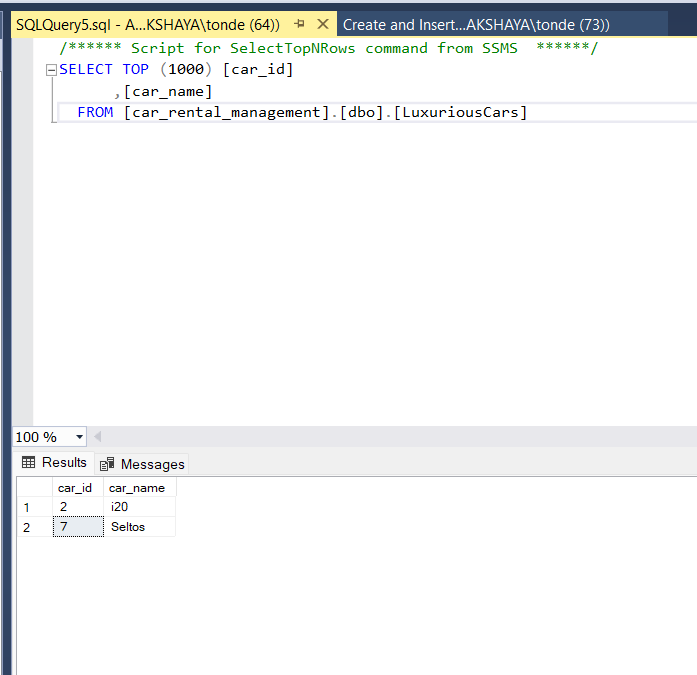 SQLQuery5.sql - A...KSHAYA\tonde (64))
Create and Insert...AKSHAYA\tonde (73))
/****** Script for SelectTopNRows command from SSMS  ******/
SELECT TOP (1000) [car_id]
      ,[car_name]
  FROM [car_rental_management].[dbo].[LuxuriousCars]
100 %
Results Messages
car_id car_name
1 2 i20
2 7 Seltos